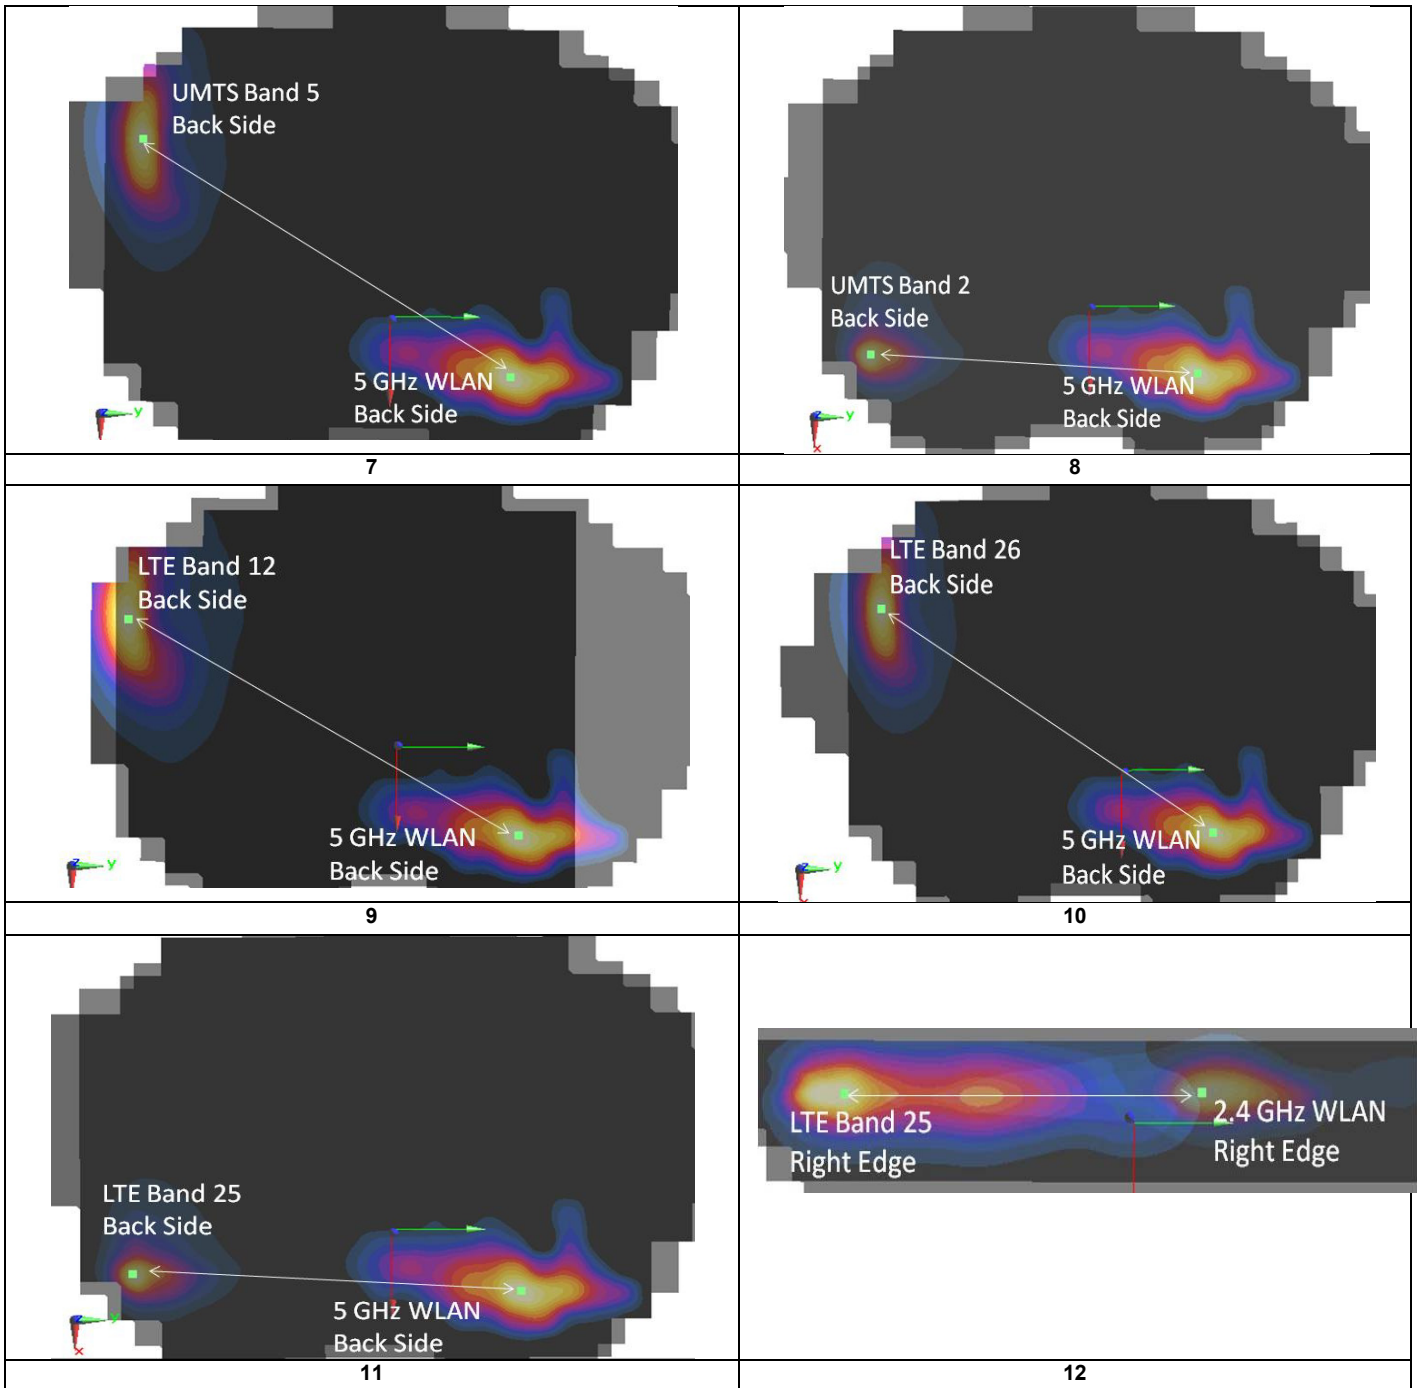 UMTS Band 5
Back Side
5 GHz WLAN
Back Side
Z
y
7
UMTS Band 2
Back Side
5 GHz WLAN
Back Side
Z
y
x
8
LTE Band 12
Back Side
5 GHz WLAN
Back Side
Z
y
9
LTE Band 26
Back Side
5 GHz WLAN
Back Side
Z
y
10
LTE Band 25
Back Side
5 GHz WLAN
Back Side
Z
y
x
11
LTE Band 25
Right Edge
2.4 GHz WLAN
Right Edge
12